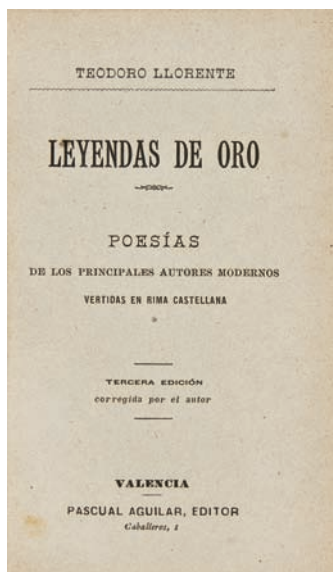 TEODORO LLORENTE
LEYENDAS DE ORO
POESÍAS
DE LOS PRINCIPALES AUTORES MODERNOS
VERTIDAS EN RIMA CASTELLANA
TERCERA EDICIÓN
corregida por el autor
VALENCIA
PASCUAL AGUILAR, EDITOR
Caballeros, 1